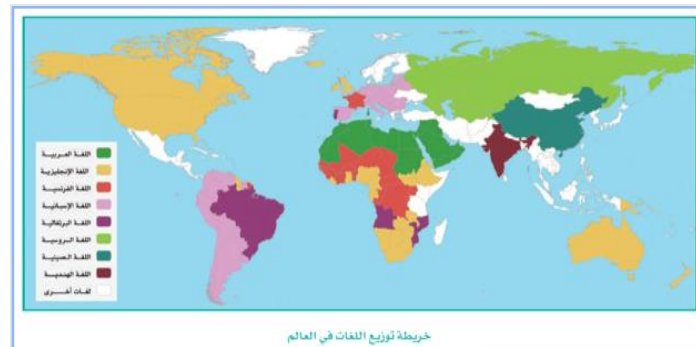 اللغة العربية
اللغة الإنجليزية
اللغة الفرنسية
اللغة الإسبانية
اللغة البرتغالية
اللغة الروسية
اللغة الصينية
اللغة الهندية
لغات أخرى
خريطة توزيع اللغات في العالم